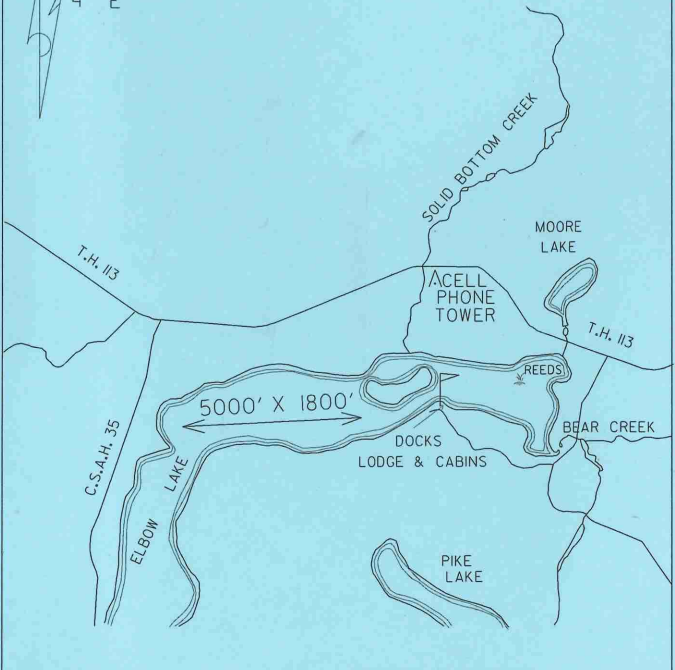 E
SOLID BOTTOM CREEK
MOORE
LAKE
T.H. 113
CELL
PHONE
TOWER
T.H. 113
REEDS
5000' X 1800'
BEAR CREEK
C.S.A.H. 35
DOCKS
LODGE & CABINS
ELBOW LAKE
PIKE
LAKE